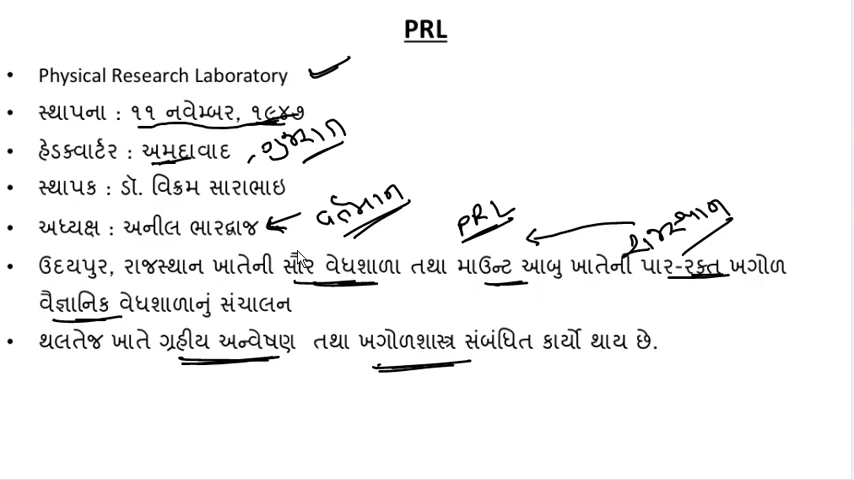 PRL
• Physical Research Laboratory
• સ્થાપના : ૧૧ નવેમ્બર, ૧૯૪૭
• હેડક્વાર્ટર : અમદાવાદ , ગુજરાત
• સ્થાપક : ડૉ. વિક્રમ સારાભાઇ
• અધ્યક્ષ : અનીલ ભારદ્વાજ વર્તમાન PRL રાજસ્થાન
• ઉદયપુર, રાજસ્થાન ખાતેની સૌર વેધશાળા તથા માઉન્ટ આબુ ખાતેની પાર-રક્ત ખગોળ
વૈજ્ઞાનિક વેધશાળાનું સંચાલન
• થલતેજ ખાતે ગ્રહીય અન્વેષણ તથા ખગોળશાસ્ત્ર સંબંધિત કાર્યો થાય છે.